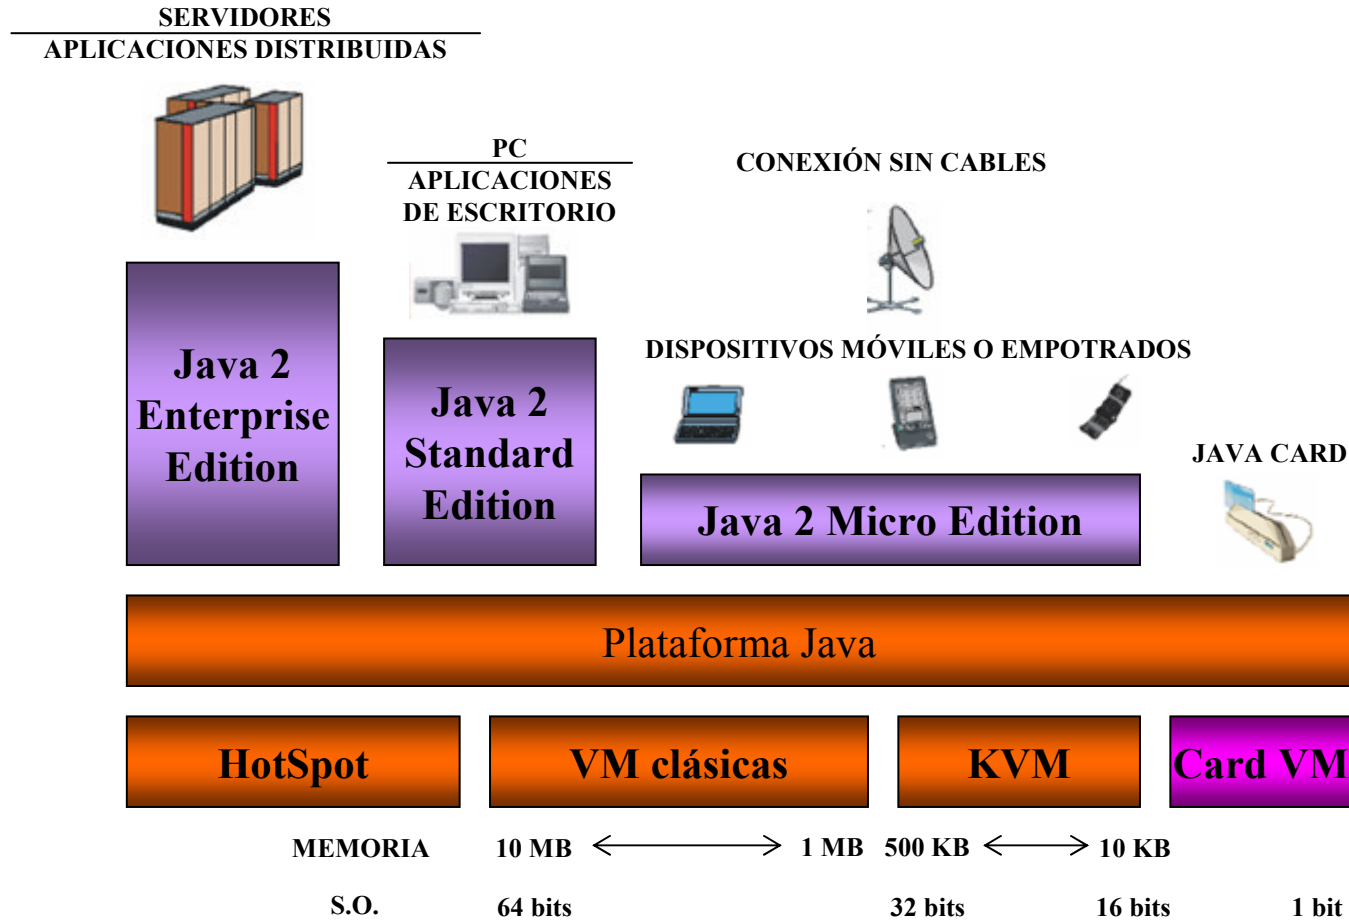 SERVIDORES
APLICACIONES DISTRIBUIDAS
PC
APLICACIONES
DE ESCRITORIO
CONEXIÓN SIN CABLES
DISPOSITIVOS MÓVILES O EMPOTRADOS
JAVA CARD
Java 2
Enterprise
Edition
Java 2
Standard
Edition
Java 2 Micro Edition
Plataforma Java
HotSpot
VM clásicas
KVM
Card VM
MEMORIA 10 MB 1 MB 500 KB 10 KB
S.O. 64 bits 32 bits 16 bits 1 bit